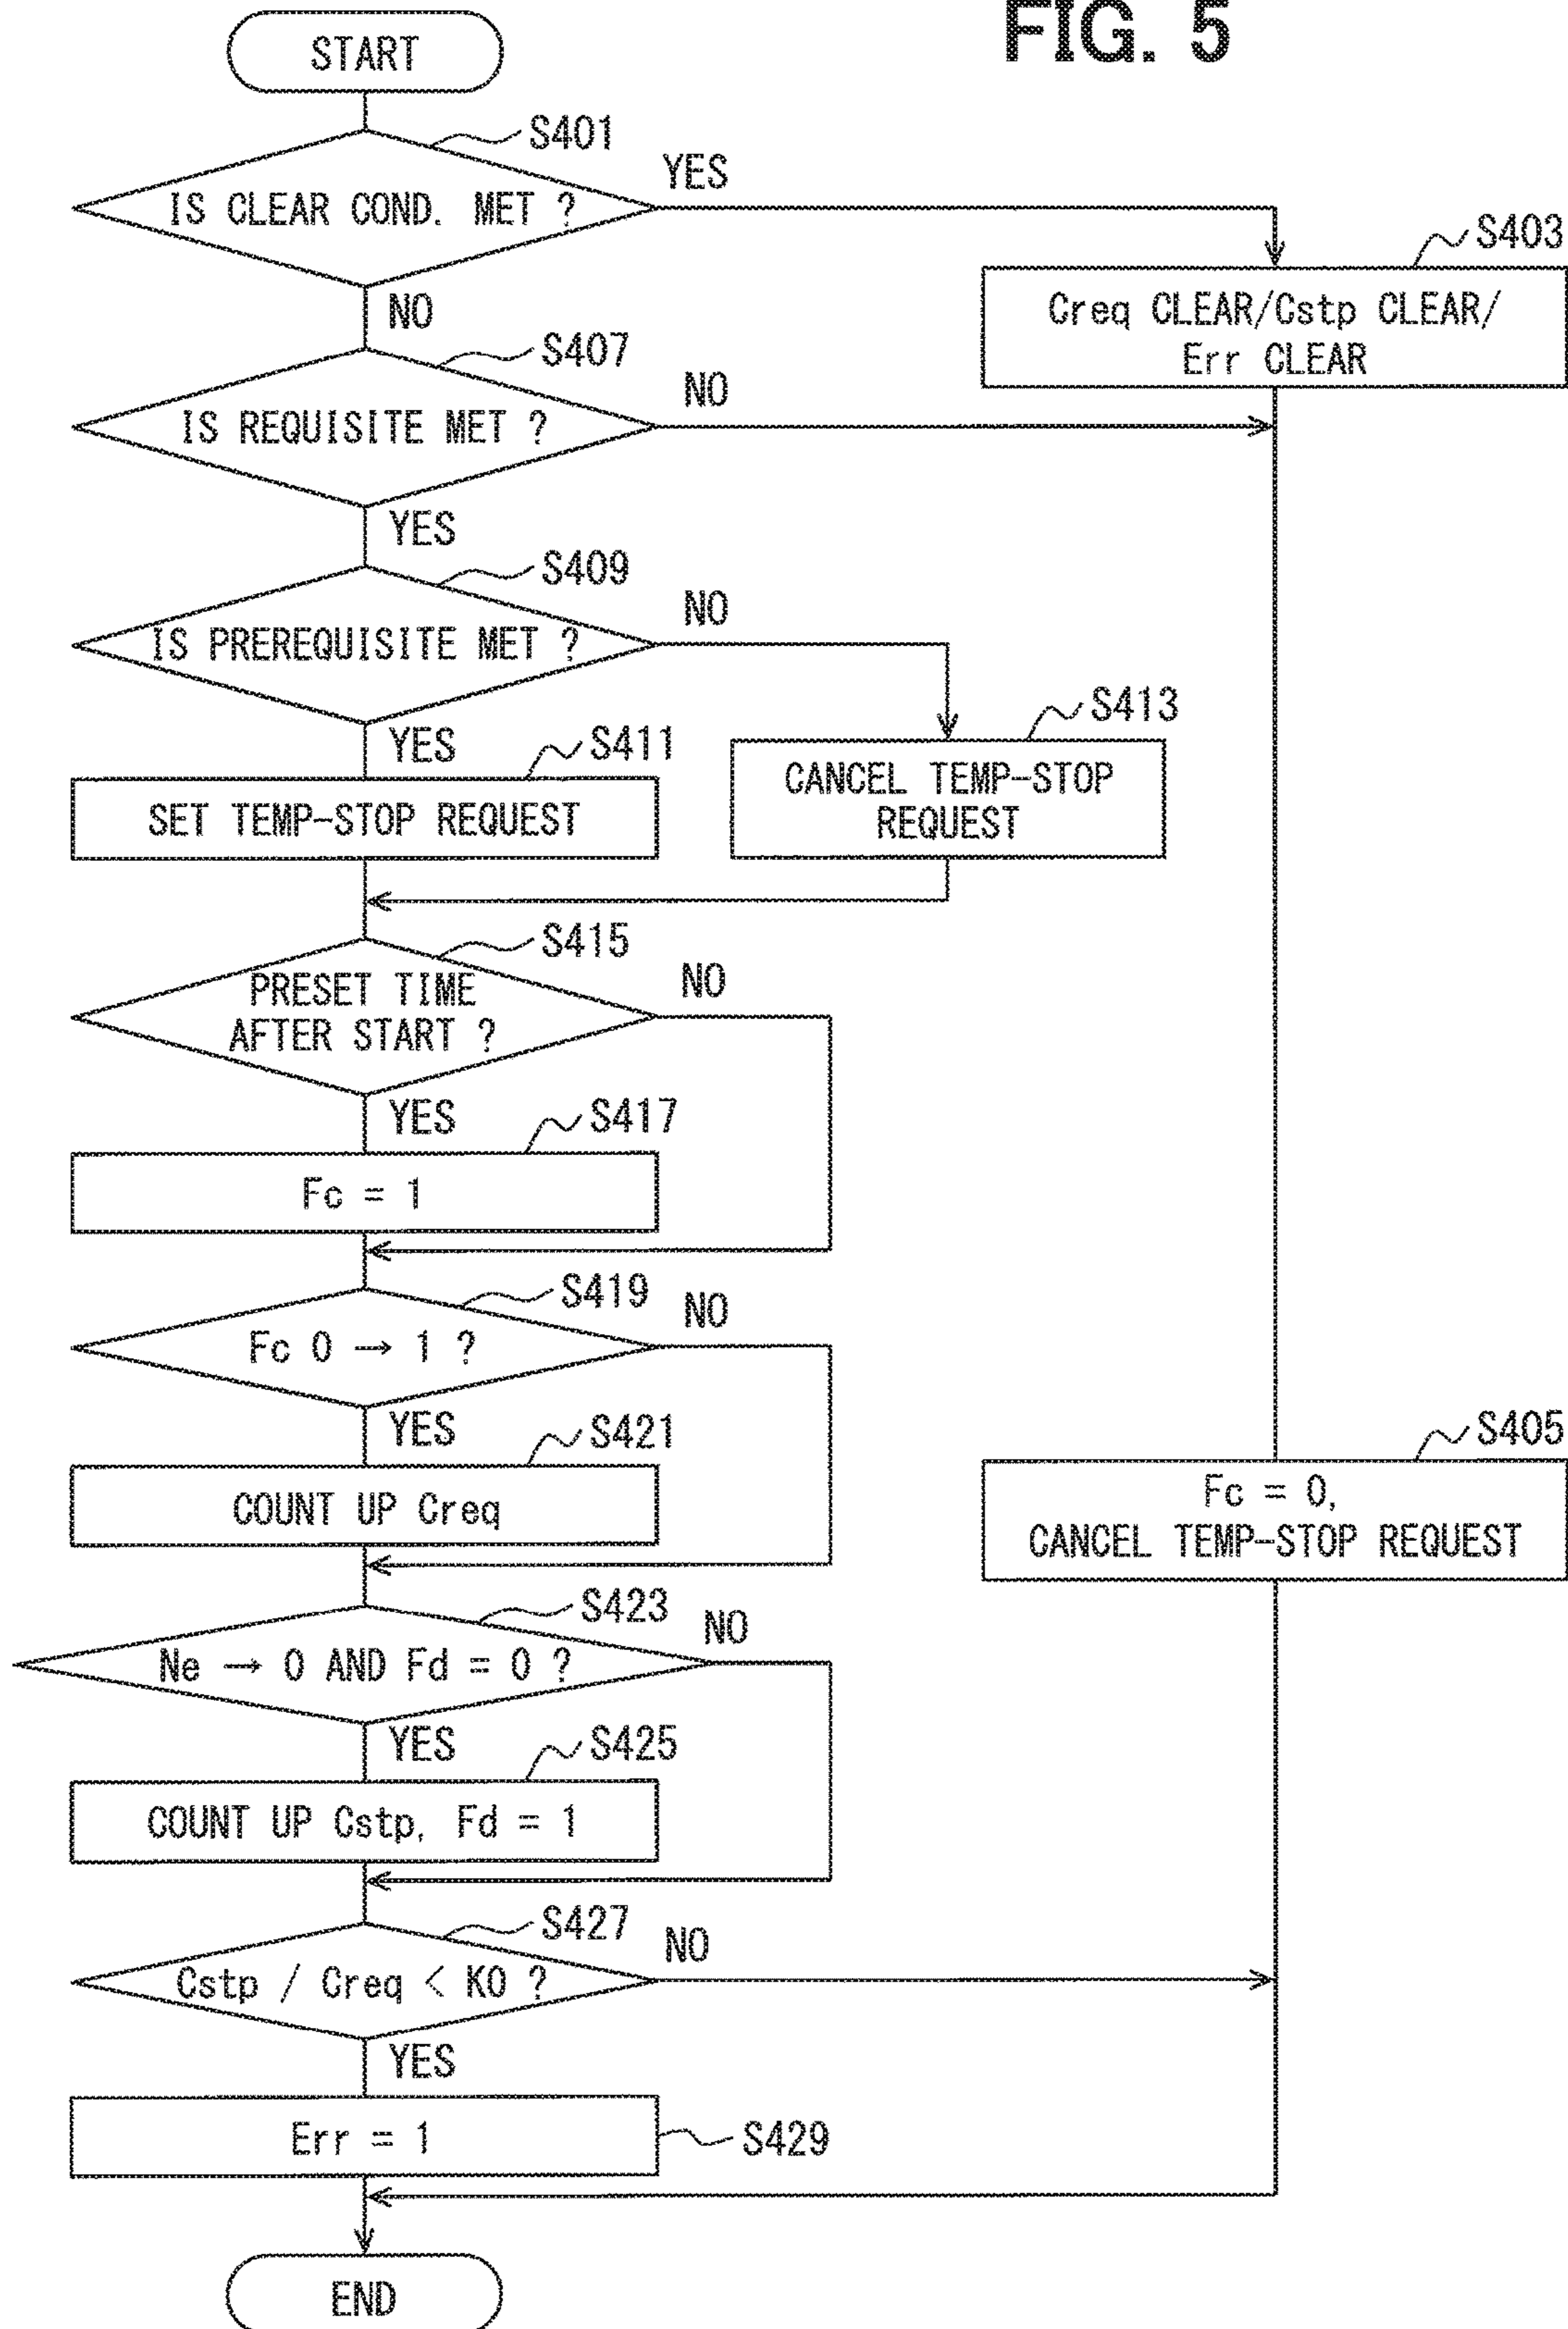 FIG. 5
START
S401
IS CLEAR COND. MET ?
YES
NO
S403
Creq CLEAR/Cstp CLEAR/
Err CLEAR
S407
IS REQUISITE MET ?
NO
YES
S409
IS PREREQUISITE MET ?
NO
YES
S411
SET TEMP-STOP REQUEST
S413
CANCEL TEMP-STOP
REQUEST
S415
PRESET TIME
AFTER START ?
NO
YES
S417
Fc = 1
S419
Fc 0 → 1 ?
NO
YES
S421
COUNT UP Creq
S405
Fc = 0,
CANCEL TEMP-STOP REQUEST
S423
Ne → 0 AND Fd = 0 ?
NO
YES
S425
COUNT UP Cstp, Fd = 1
S427
Cstp / Creq < K0 ?
NO
YES
Err = 1
S429
END